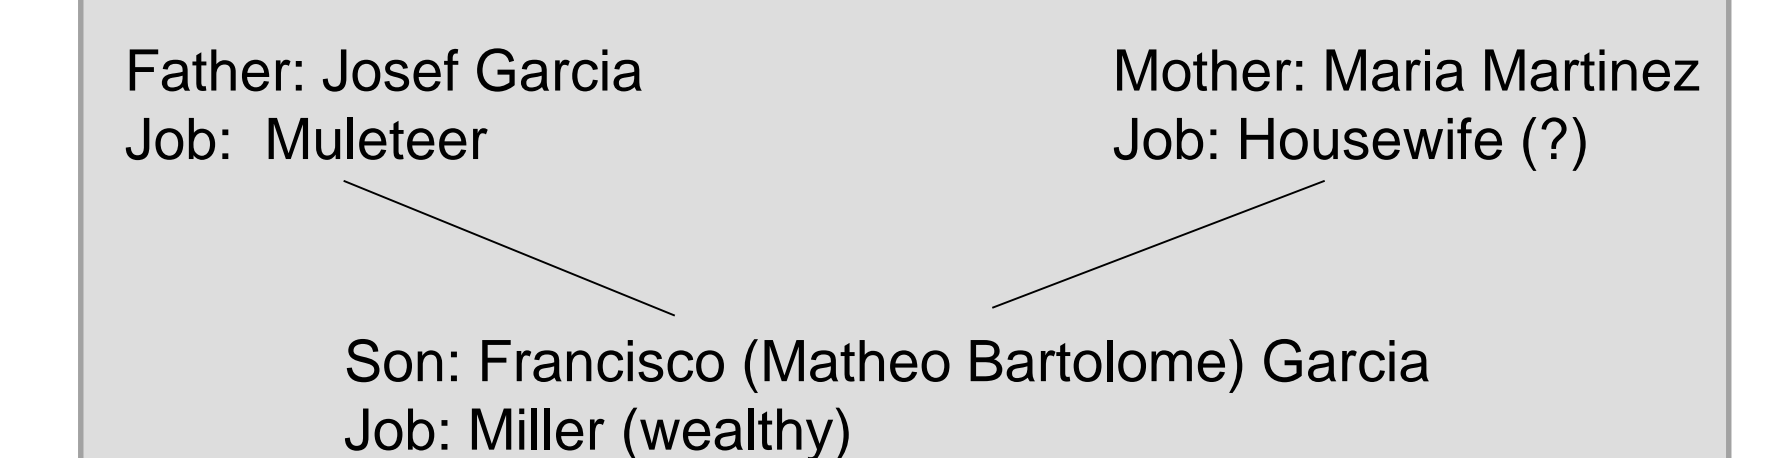 Father: Josef Garcia
Job: Muleteer
Mother: Maria Martinez
Job: Housewife (?)
Son: Francisco (Matheo Bartolome) Garcia
Job: Miller (wealthy)